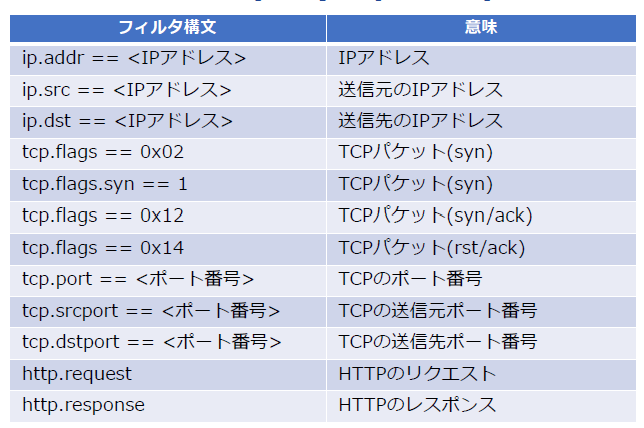 フィルタ構文 意味
ip.addr == <IPアドレス> IPアドレス
ip.src == <IPアドレス> 送信元のIPアドレス
ip.dst == <IPアドレス> 送信先のIPアドレス
tcp.flags == 0x02 TCPパケット(syn)
tcp.flags.syn == 1 TCPパケット(syn)
tcp.flags == 0x12 TCPパケット(syn/ack)
tcp.flags == 0x14 TCPパケット(rst/ack)
tcp.port == <ポート番号> TCPのポート番号
tcp.srcport == <ポート番号> TCPの送信元ポート番号
tcp.dstport == <ポート番号> TCPの送信先ポート番号
http.request HTTPのリクエスト
http.response HTTPのレスポンス